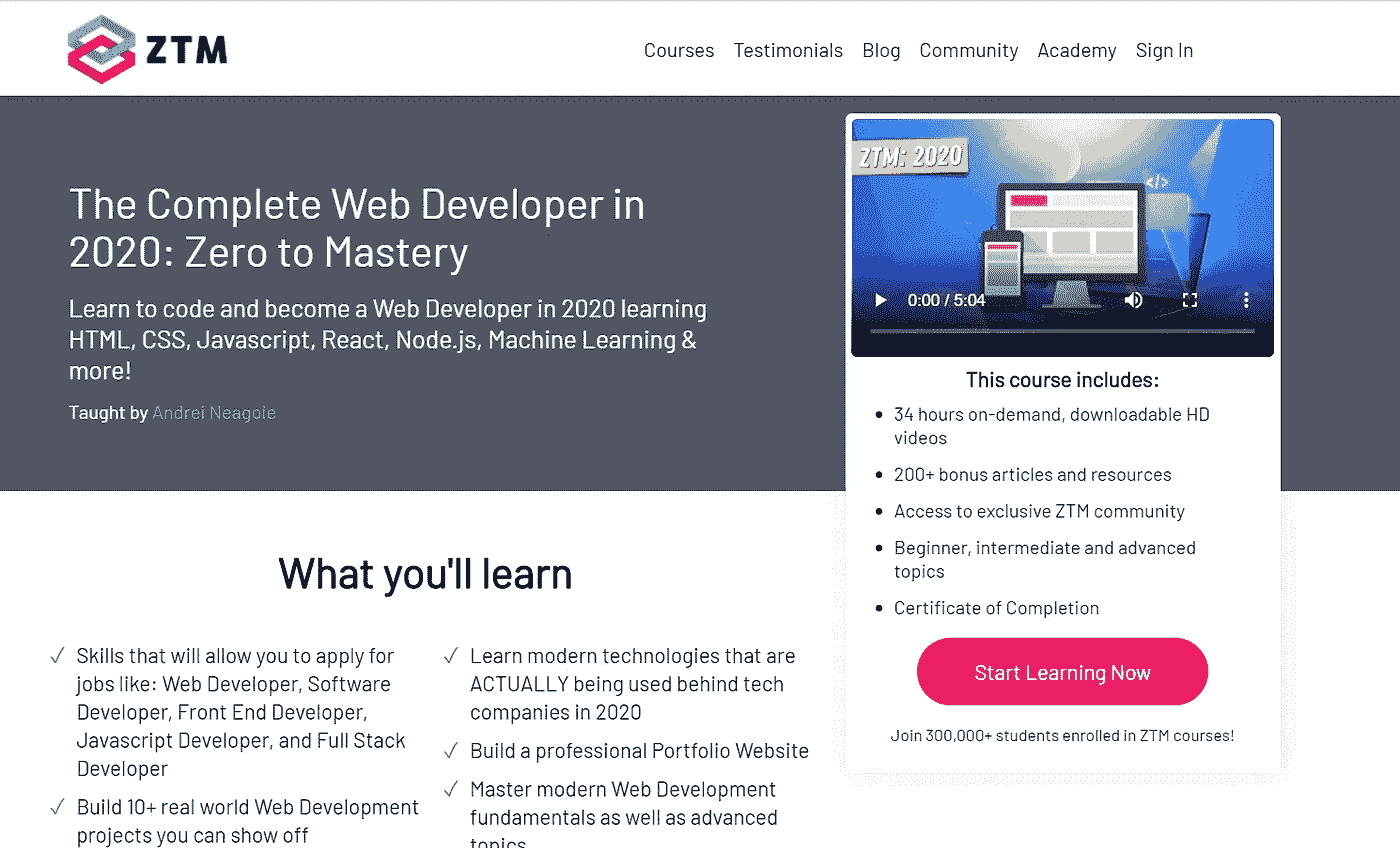 ZTM
Courses Testimonials Blog Community Academy Sign In
The Complete Web Developer in
2020: Zero to Mastery
Learn to code and become a Web Developer in 2020 learning
HTML, CSS, Javascript, React, Node.js, Machine Learning &
more!
Taught by Andrei Neagoie
ZTM: 2020
</>
0:00 / 5:04
This course includes:
34 hours on-demand, downloadable HD
videos
200+ bonus articles and resources
Access to exclusive ZTM community
Beginner, intermediate and advanced
topics
Certificate of Completion
Start Learning Now
Join 300,000+ students enrolled in ZTM courses!
What you'll learn
Skills that will allow you to apply for
jobs like: Web Developer, Software
Developer, Front End Developer,
Javascript Developer, and Full Stack
Developer
Build 10+ real world Web Development
projects you can show off
Learn modern technologies that are
ACTUALLY being used behind tech
companies in 2020
Build a professional Portfolio Website
Master modern Web Development
fundamentals as well as advanced
topics